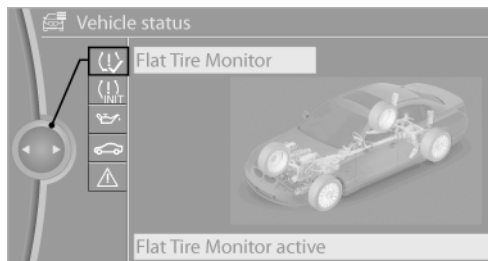 Vehicle status
Flat Tire Monitor
INIT
Flat Tire Monitor active